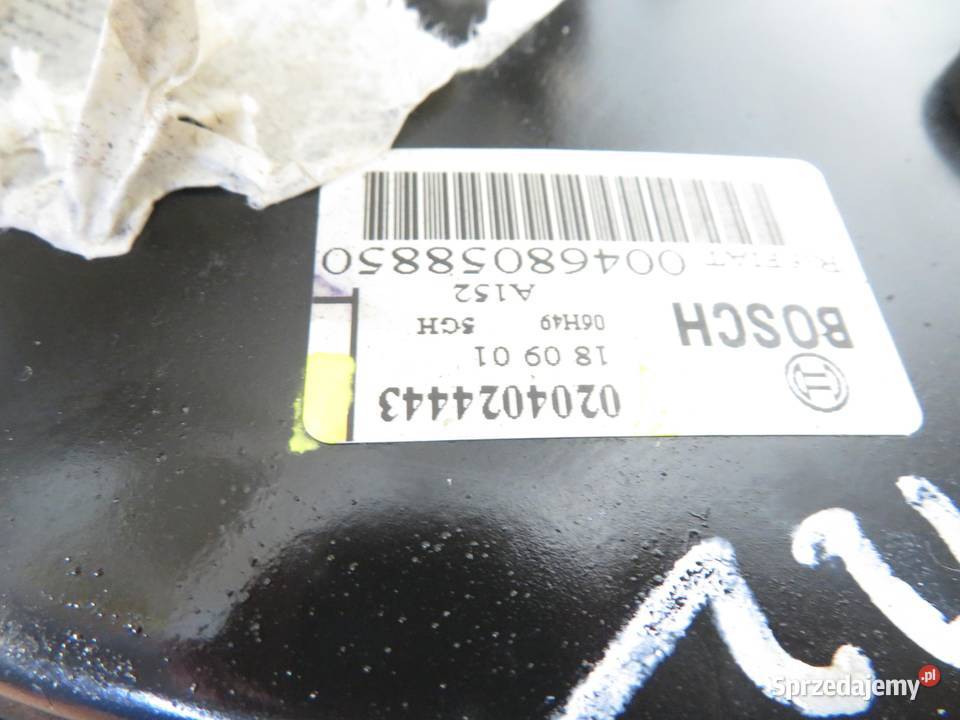 0204024443
18 09 01
06H49 5GH
BOSCH
A152
FIAT 00468058850
Sprzedajemy.pl